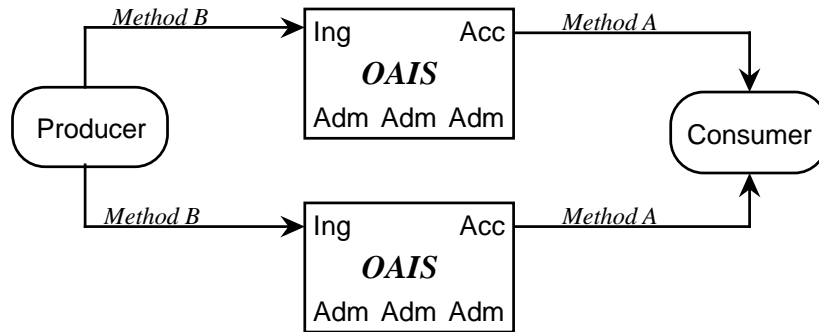 Method B
Ing Acc
Method A
OAIS
Adm Adm Adm
Producer
Consumer
Method B
Ing Acc
Method A
OAIS
Adm Adm Adm